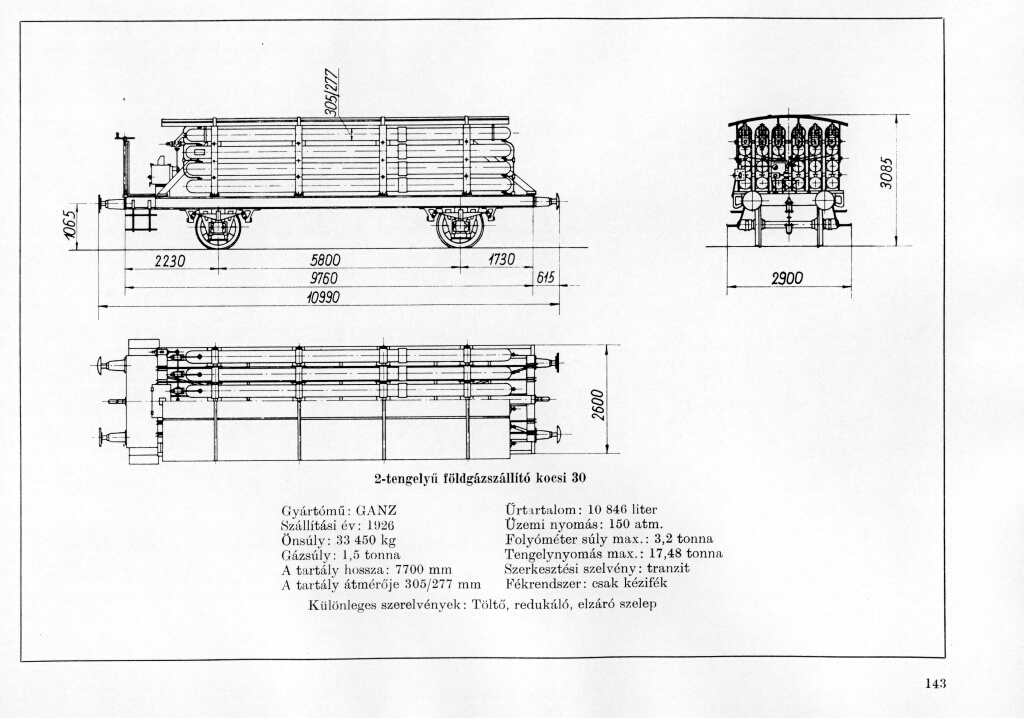 305/277
1065
2230
5800
1730
9760
615
10990
3085
2900
2600
2-tengelyű földgázszállító kocsi 30
Gyártómű: GANZ
Szállítási év: 1926
Önsúly: 33 450 kg
Gázsúly: 1,5 tonna
A tartály hossza: 7700 mm
A tartály átmérője 305/277 mm
Űrtartalom: 10 846 liter
Üzemi nyomás: 150 atm.
Folyóméter súly max.: 3,2 tonna
Tengelynyomás max.: 17,48 tonna
Szerkesztési szelvény: tranzit
Fékrendszer: csak kézifék
Különleges szerelvények: Töltő, redukáló, elzáró szelep
143